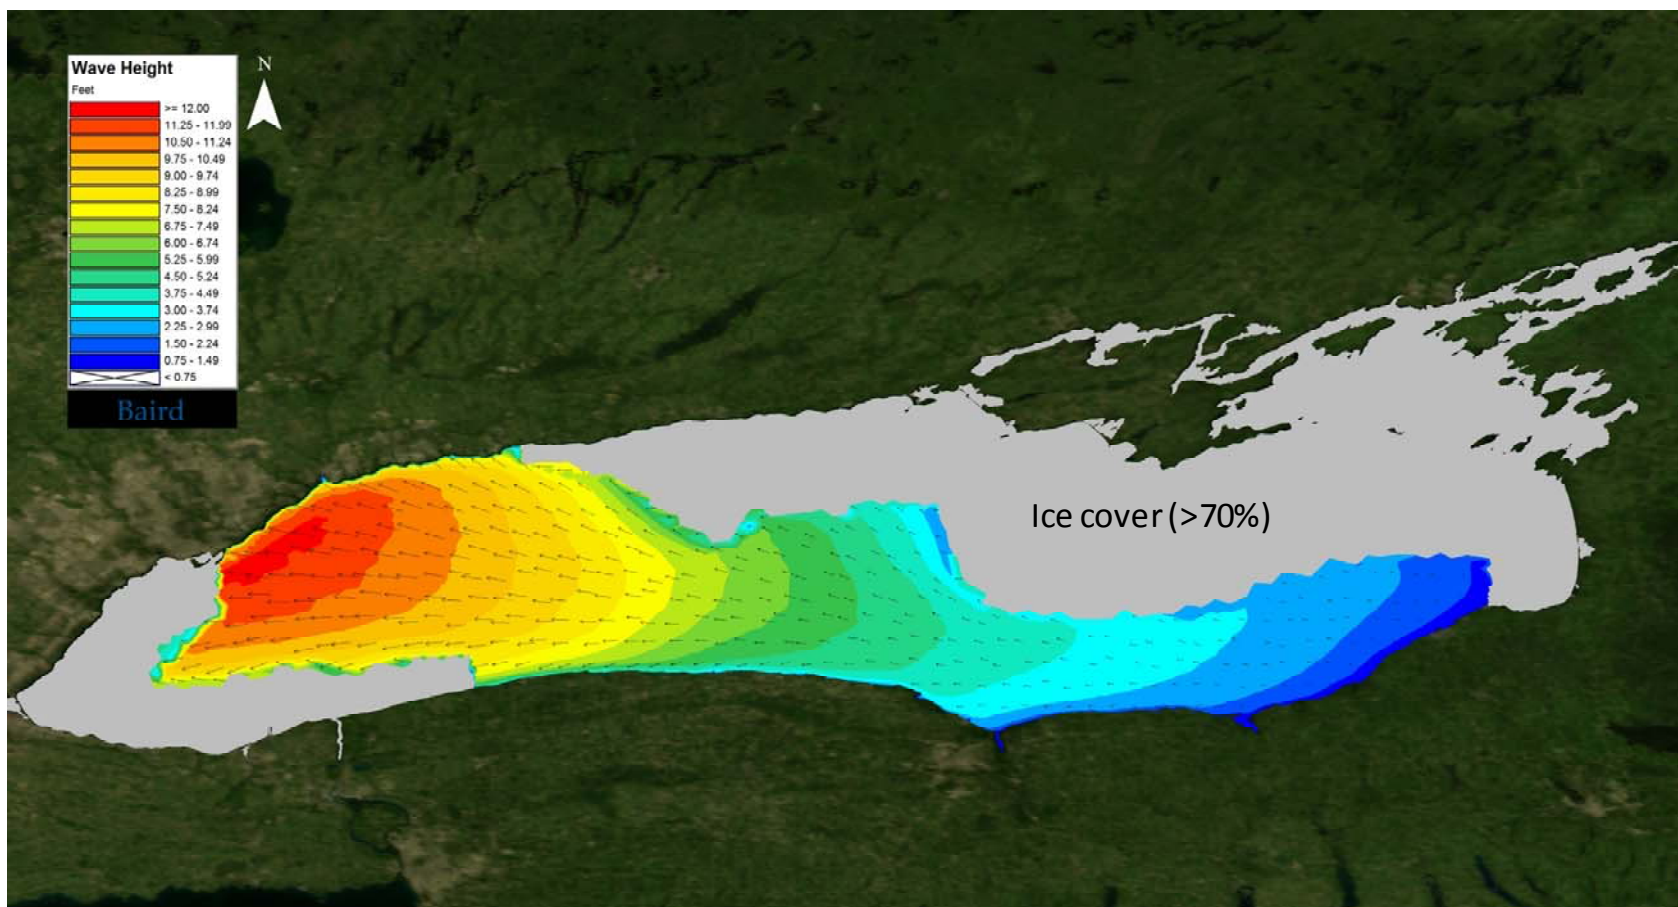 Wave Height
Feet
>= 12.00
11.25 - 11.99
10.50 - 11.24
9.75 - 10.49
9.00 - 9.74
8.25 - 8.99
7.50 - 8.24
6.75 - 7.49
6.00 - 6.74
5.25 - 5.99
4.50 - 5.24
3.75 - 4.49
3.00 - 3.74
2.25 - 2.99
1.50 - 2.24
0.75 - 1.49
< 0.75
Baird
N
Ice cover (>70%)